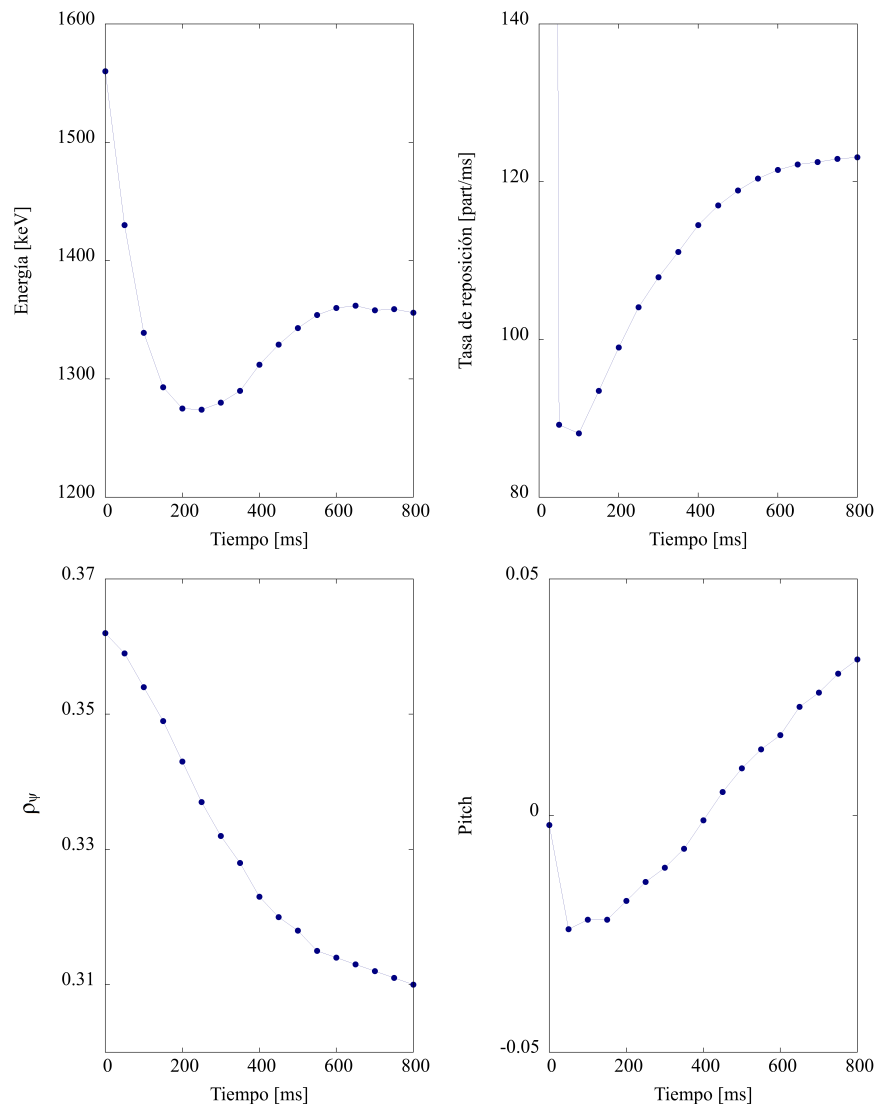 1600
1500
1400
1300
1200
Energía [keV]
0 200 400 600 800
Tiempo [ms]
140
120
100
80
Tasa de reposición [part/ms]
0 200 400 600 800
Tiempo [ms]
0.37
0.35
0.33
0.31
ρψ
0 200 400 600 800
Tiempo [ms]
0.05
0
-0.05
Pitch
0 200 400 600 800
Tiempo [ms]